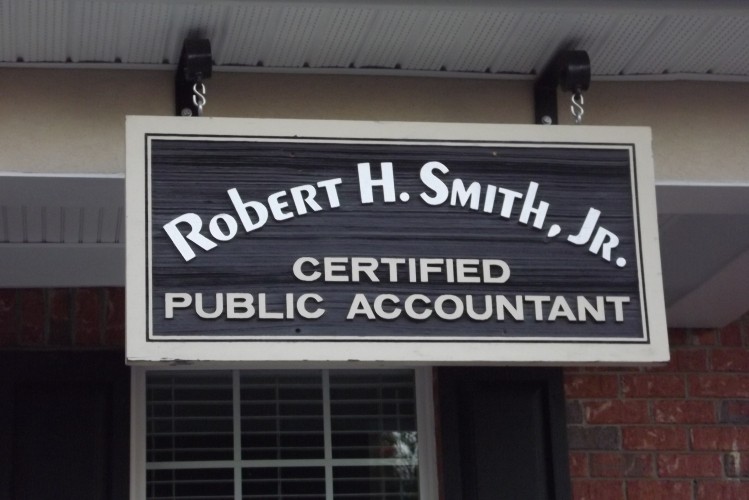 Robert H. Smith, Jr.
CERTIFIED
PUBLIC ACCOUNTANT